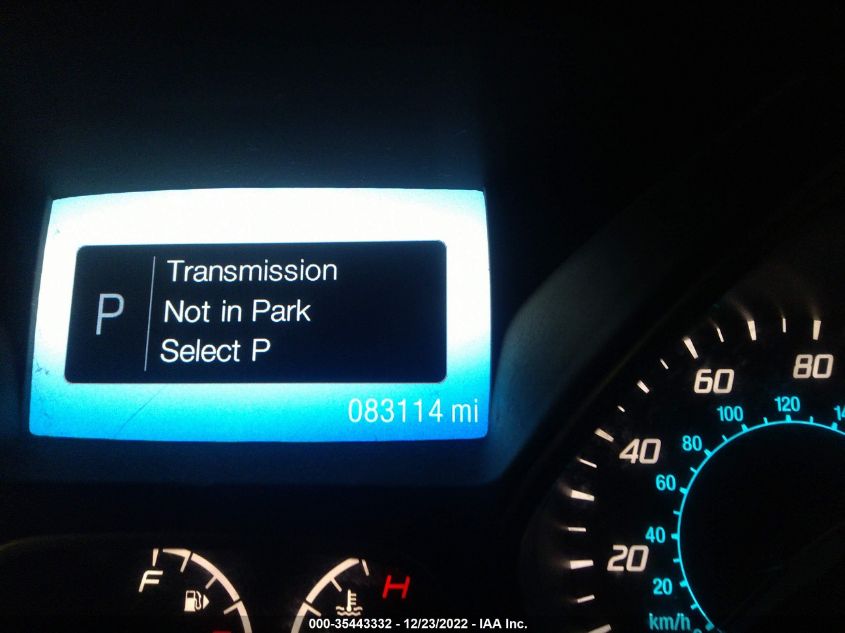 P
Transmission
Not in Park
Select P
083114 mi
80
60
120
100
40
80
60
40
20
20
km/h
F
H
000-35443332 - 12/23/2022 - IAA Inc.